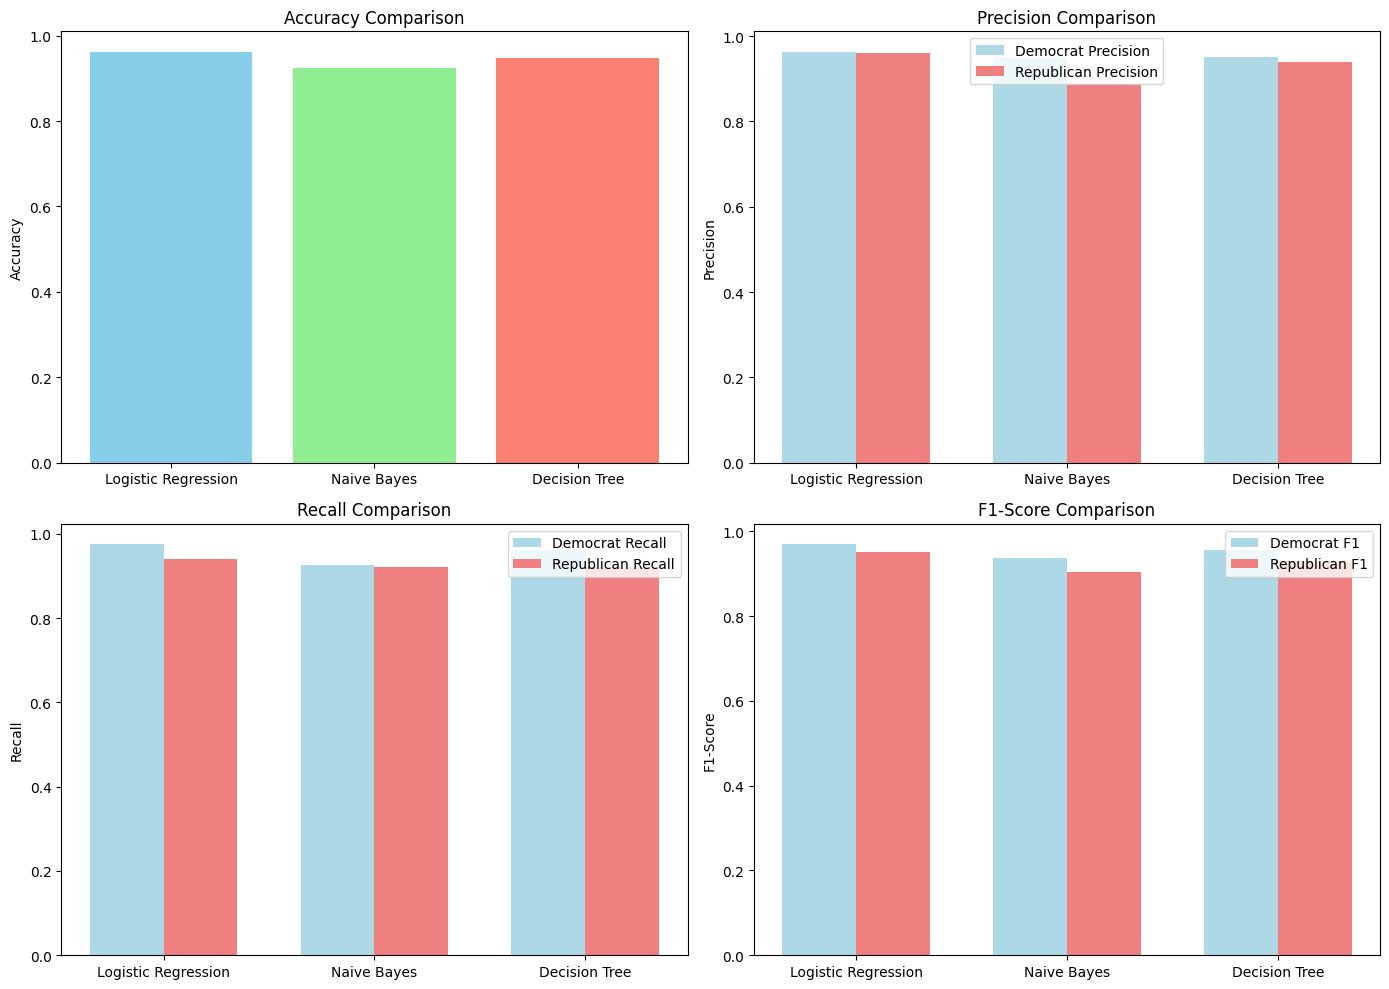 Accuracy Comparison
Accuracy
1.0
0.8
0.6
0.4
0.2
0.0
Logistic Regression
Naive Bayes
Decision Tree
Precision Comparison
Precision
1.0
0.8
0.6
0.4
0.2
0.0
Democrat Precision
Republican Precision
Logistic Regression
Naive Bayes
Decision Tree
Recall Comparison
Recall
1.0
0.8
0.6
0.4
0.2
0.0
Democrat Recall
Republican Recall
Logistic Regression
Naive Bayes
Decision Tree
F1-Score Comparison
F1-Score
1.0
0.8
0.6
0.4
0.2
0.0
Democrat F1
Republican F1
Logistic Regression
Naive Bayes
Decision Tree